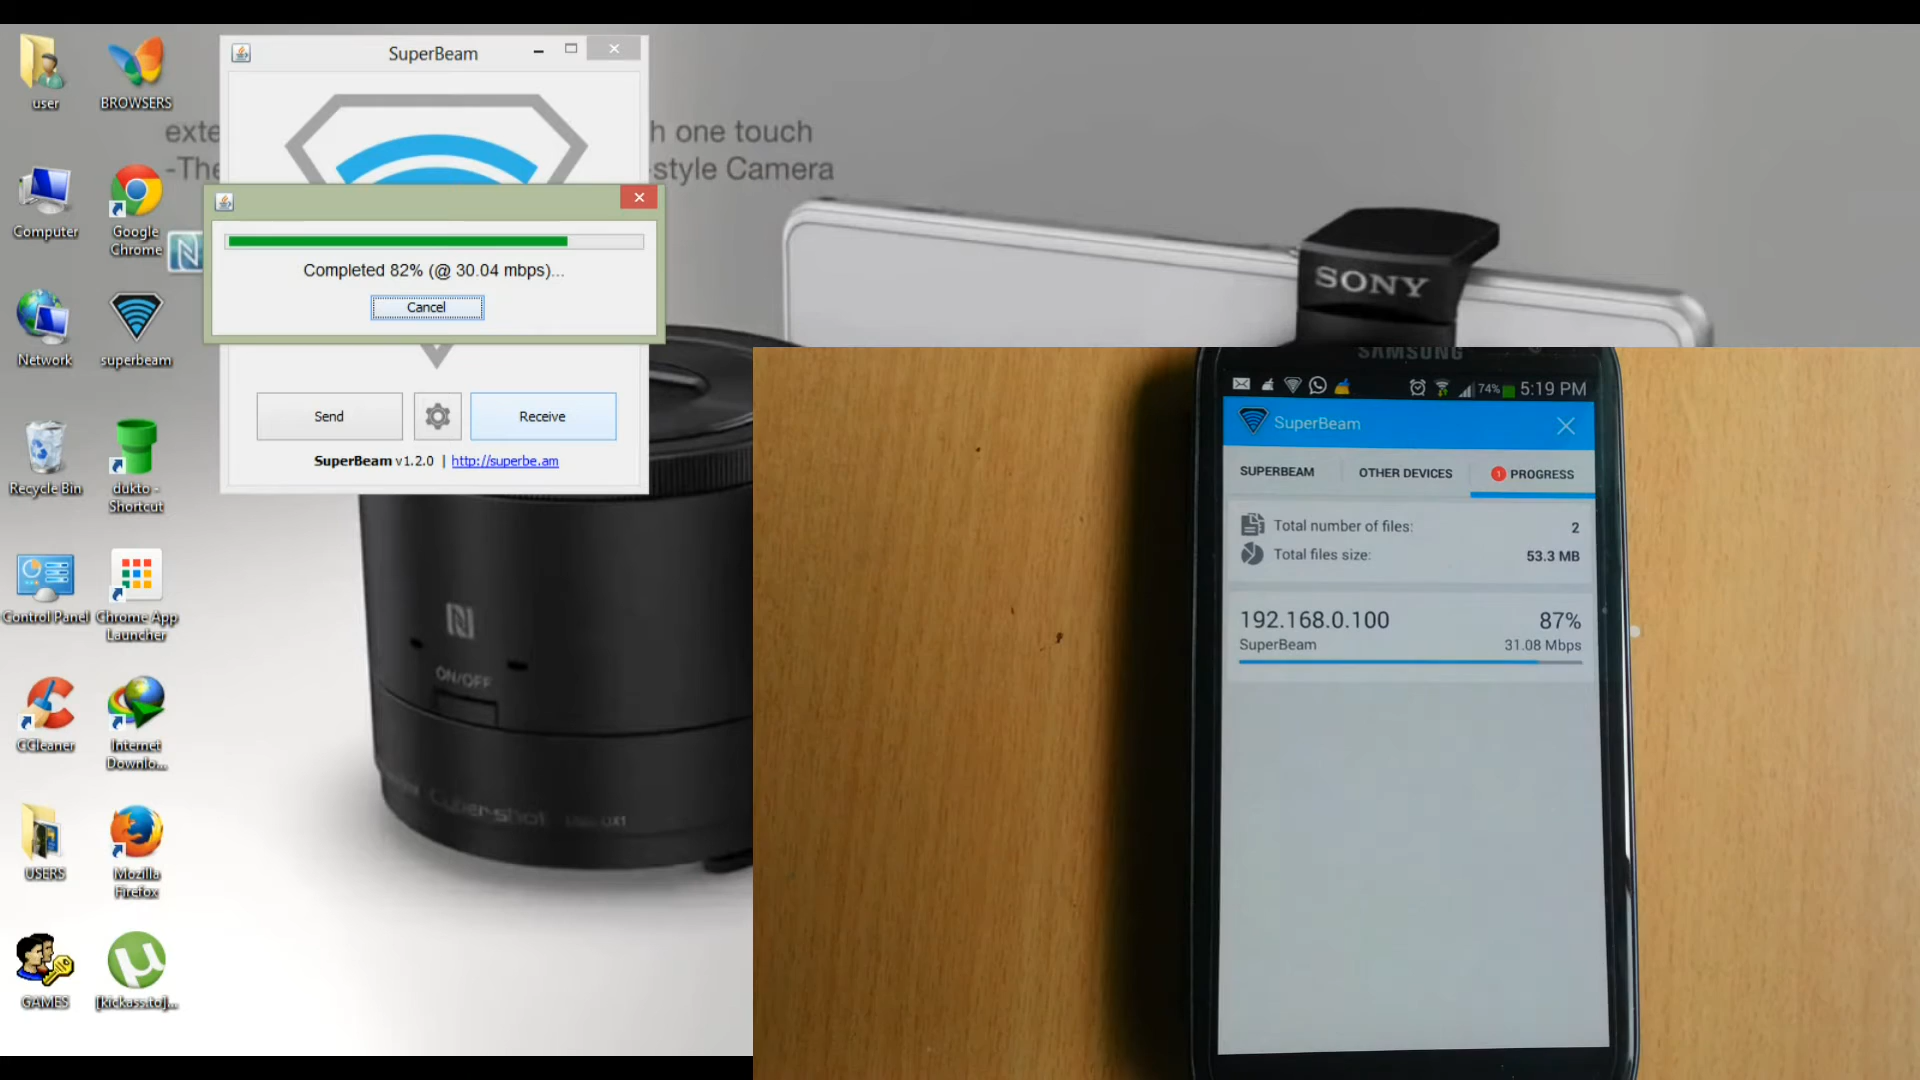 user
BROWSERS
Computer
Google
Chrome
Network
superbeam
Recycle Bin
dukto -
Shortcut
Control Panel
Chrome App
Launcher
CCleaner
Internet
Downlo...
USERS
Mozilla
Firefox
GAMES
[kickass.to]...
SuperBeam
exte
h one touch
-The
-style Camera
Completed 82% (@ 30.04 mbps)...
Cancel
Send
Receive
SuperBeam v1.2.0 | http://superbe.am
SONY
N
ON/OFF
Cyber-shot
SAMSUNG
74% 5:19 PM
SuperBeam
SUPERBEAM
OTHER DEVICES
1 PROGRESS
Total number of files: 2
Total files size: 53.3 MB
192.168.0.100 87%
SuperBeam 31.08 Mbps